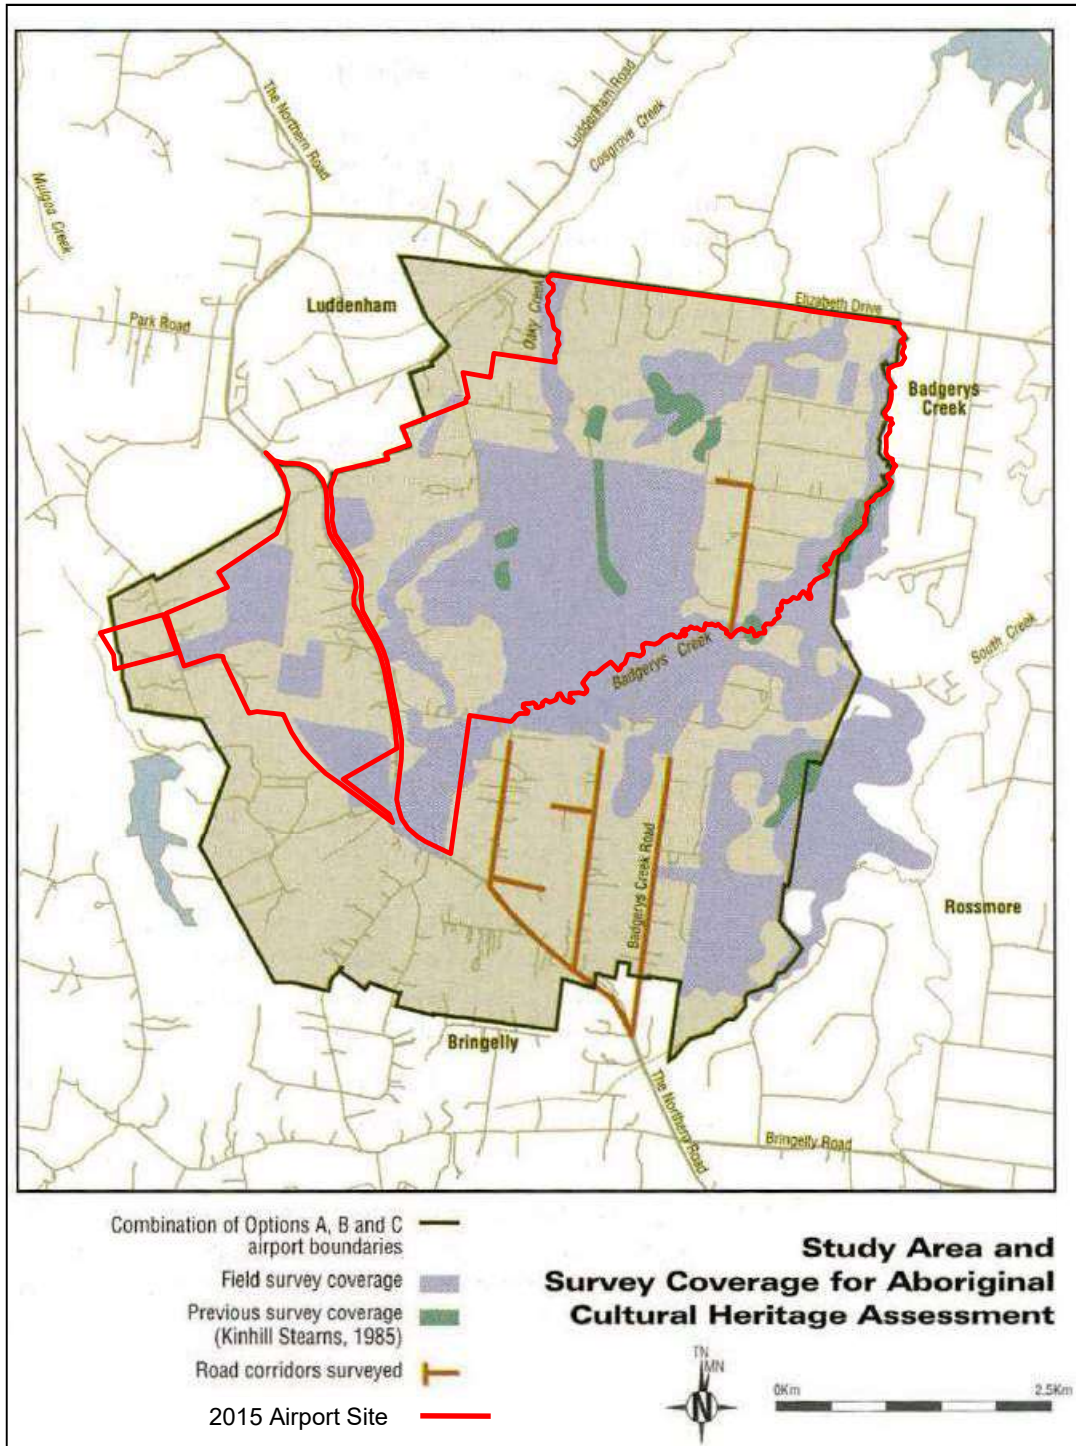 The Northern Road
Luddenham Road
Cosgrove Creek
Mulgoa Creek
Luddenham
Oaky Creek
Elizabeth Drive
Park Road
Badgerys
Creek
South Creek
Badgerys Creek
Badgerys Creek Road
Rossmore
Bringelly
The Northern Road
Bringelly Road
Combination of Options A, B and C
airport boundaries
Field survey coverage
Previous survey coverage
(Kinhill Stearns, 1985)
Road corridors surveyed
2015 Airport Site
Study Area and
Survey Coverage for Aboriginal
Cultural Heritage Assessment
TN
MN
N
0Km
2.5Km